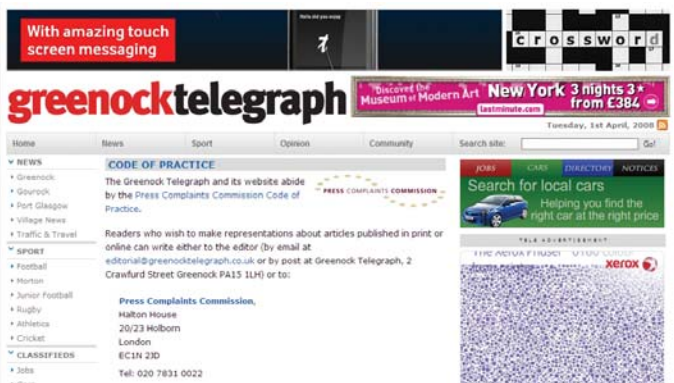 With amazing touch
screen messaging
crossword
greenocktelegraph
Discovered the
Museum of Modern Art
New York 3 nights 3*
from £384
lastminute.com
Tuesday, 1st April, 2008
Home News Sport Opinion Community Search site: Go!
NEWS
Greenock
Gourock
Port Glasgow
Village News
Traffic & Travel
SPORT
Football
Morton
Junior Football
Rugby
Athletics
Cricket
CLASSIFIEDS
Jobs
CODE OF PRACTICE
The Greenock Telegraph and its website abide
by the Press Complaints Commission Code of
Practice.
PRESS COMPLAINTS COMMISSION
Readers who wish to make representations about articles published in print or
online can write either to the editor (by email at
editorial@greenocktelegraph.co.uk or by post at Greenock Telegraph, 2
Crawfurd Street Greenock PA15 1LH) or to:
Press Complaints Commission,
Halton House
20/23 Holborn
London
EC1N 2JD
Tel: 020 7831 0022
JOBS CARS DIRECTORY NOTICES
Search for local cars
Helping you find the
right car at the right price
TELE ADVERTISEMENT
xerox